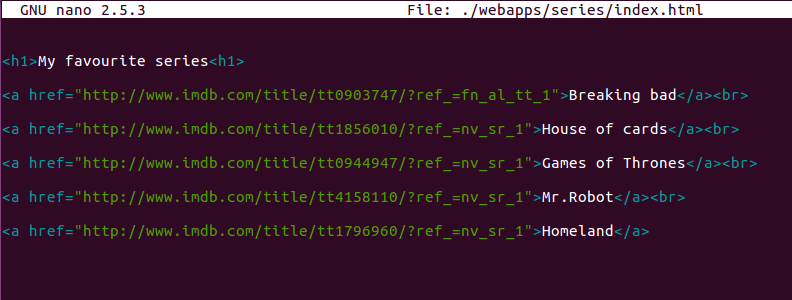 GNU nano 2.5.3 File: ./webapps/series/index.html
<h1>My favourite series<h1>
<a href="http://www.imdb.com/title/tt0903747/?ref_=fn_al_tt_1">Breaking bad</a><br>
<a href="http://www.imdb.com/title/tt1856010/?ref_=nv_sr_1">House of cards</a><br>
<a href="http://www.imdb.com/title/tt0944947/?ref_=nv_sr_1">Games of Thrones</a><br>
<a href="http://www.imdb.com/title/tt4158110/?ref_=nv_sr_1">Mr.Robot</a><br>
<a href="http://www.imdb.com/title/tt1796960/?ref_=nv_sr_1">Homeland</a>